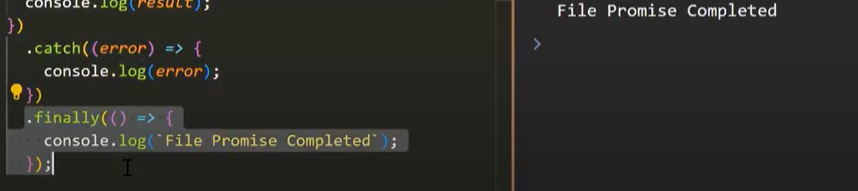 console.log(result);
})
.catch((error) => {
console.log(error);
})
.finally(() => {
console.log(`File Promise Completed`);
});
File Promise Completed
>